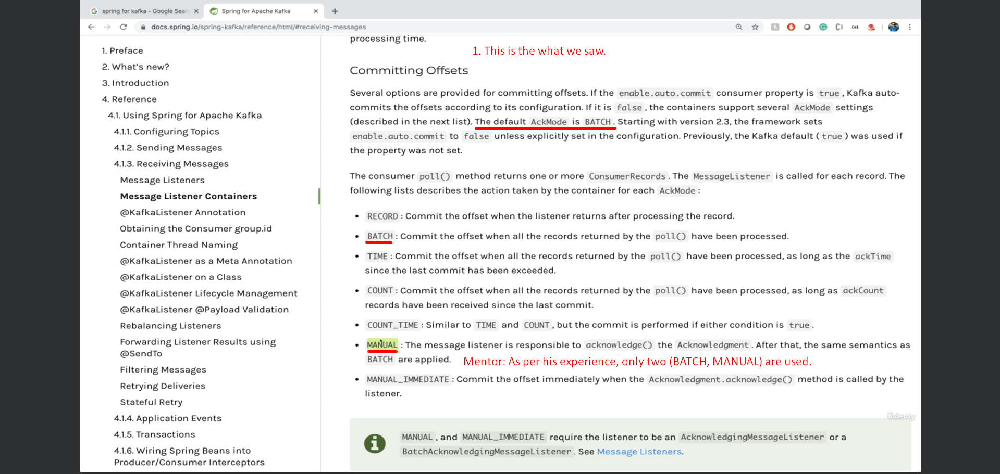 spring for kafka - Google Sear
Spring for Apache Kafka
docs.spring.io/spring-kafka/reference/html/#receiving-messages
1. Preface
2. What's new?
3. Introduction
4. Reference
4.1. Using Spring for Apache Kafka
4.1.1. Configuring Topics
4.1.2. Sending Messages
4.1.3. Receiving Messages
Message Listeners
Message Listener Containers
@KafkaListener Annotation
Obtaining the Consumer group.id
Container Thread Naming
@KafkaListener as a Meta Annotation
@KafkaListener on a Class
@KafkaListener Lifecycle Management
@KafkaListener @Payload Validation
Rebalancing Listeners
Forwarding Listener Results using
@SendTo
Filtering Messages
Retrying Deliveries
Stateful Retry
4.1.4. Application Events
4.1.5. Transactions
4.1.6. Wiring Spring Beans into
Producer/Consumer Interceptors
processing time.
1. This is the what we saw.
Committing Offsets
Several options are provided for committing offsets. If the enable.auto.commit consumer property is true, Kafka auto-
commits the offsets according to its configuration. If it is false, the containers support several AckMode settings
(described in the next list). The default AckMode is BATCH. Starting with version 2.3, the framework sets
enable.auto.commit to false unless explicitly set in the configuration. Previously, the Kafka default (true) was used if
the property was not set.
The consumer poll() method returns one or more ConsumerRecords. The MessageListener is called for each record. The
following lists describes the action taken by the container for each AckMode:
• RECORD: Commit the offset when the listener returns after processing the record.
• BATCH: Commit the offset when all the records returned by the poll() have been processed.
• TIME: Commit the offset when all the records returned by the poll() have been processed, as long as the ackTime
since the last commit has been exceeded.
• COUNT: Commit the offset when all the records returned by the poll() have been processed, as long as ackCount
records have been received since the last commit.
• COUNT_TIME: Similar to TIME and COUNT, but the commit is performed if either condition is true.
• MANUAL: The message listener is responsible to acknowledge() the Acknowledgment. After that, the same semantics as
BATCH are applied.
Mentor: As per his experience, only two (BATCH, MANUAL) are used.
• MANUAL_IMMEDIATE: Commit the offset immediately when the Acknowledgment.acknowledge() method is called by the
listener.
ûdemy
MANUAL, and MANUAL_IMMEDIATE require the listener to be an AcknowledgingMessageListener or a
BatchAcknowledgingMessageListener. See Message Listeners.